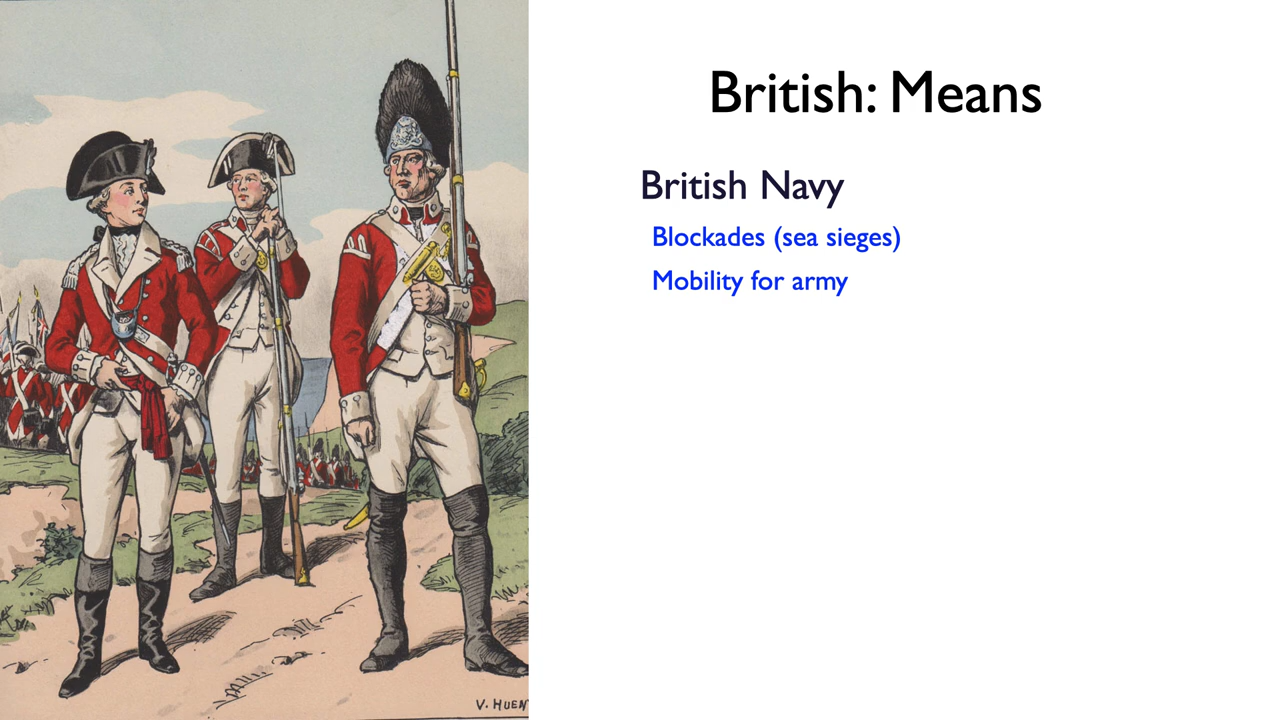 British: Means
British Navy
Blockades (sea sieges)
Mobility for army
V. HUEN